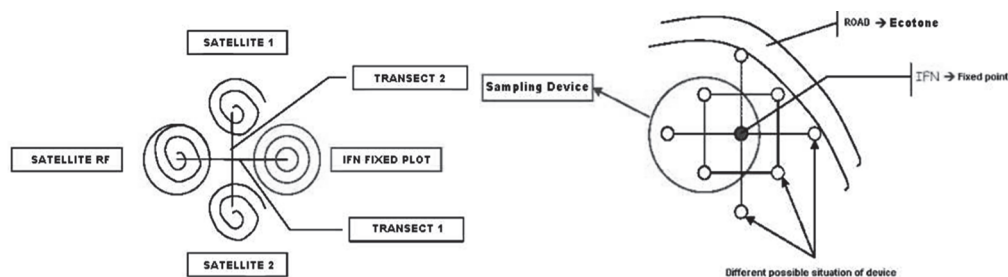 SATELLITE 1
TRANSECT 2
SATELLITE RF
IFN FIXED PLOT
TRANSECT 1
SATELLITE 2
ROAD → Ecotone
IFN → Fixed point
Sampling Device
Different possible situation of device